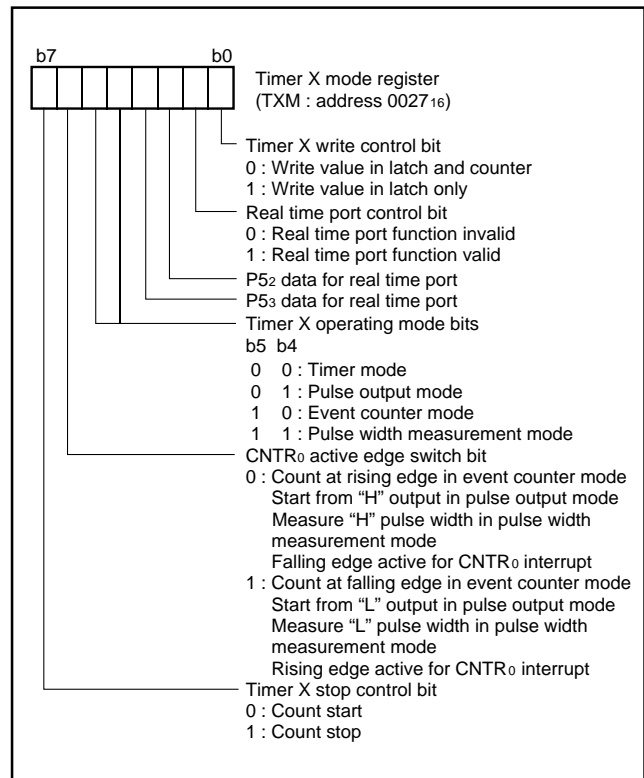 b7 b0
Timer X mode register
(TXM : address 002716)
Timer X write control bit
0 : Write value in latch and counter
1 : Write value in latch only
Real time port control bit
0 : Real time port function invalid
1 : Real time port function valid
P52 data for real time port
P53 data for real time port
Timer X operating mode bits
b5 b4
0 0 : Timer mode
0 1 : Pulse output mode
1 0 : Event counter mode
1 1 : Pulse width measurement mode
CNTR0 active edge switch bit
0 : Count at rising edge in event counter mode
Start from “H” output in pulse output mode
Measure “H” pulse width in pulse width
measurement mode
Falling edge active for CNTR0 interrupt
1 : Count at falling edge in event counter mode
Start from “L” output in pulse output mode
Measure “L” pulse width in pulse width
measurement mode
Rising edge active for CNTR0 interrupt
Timer X stop control bit
0 : Count start
1 : Count stop